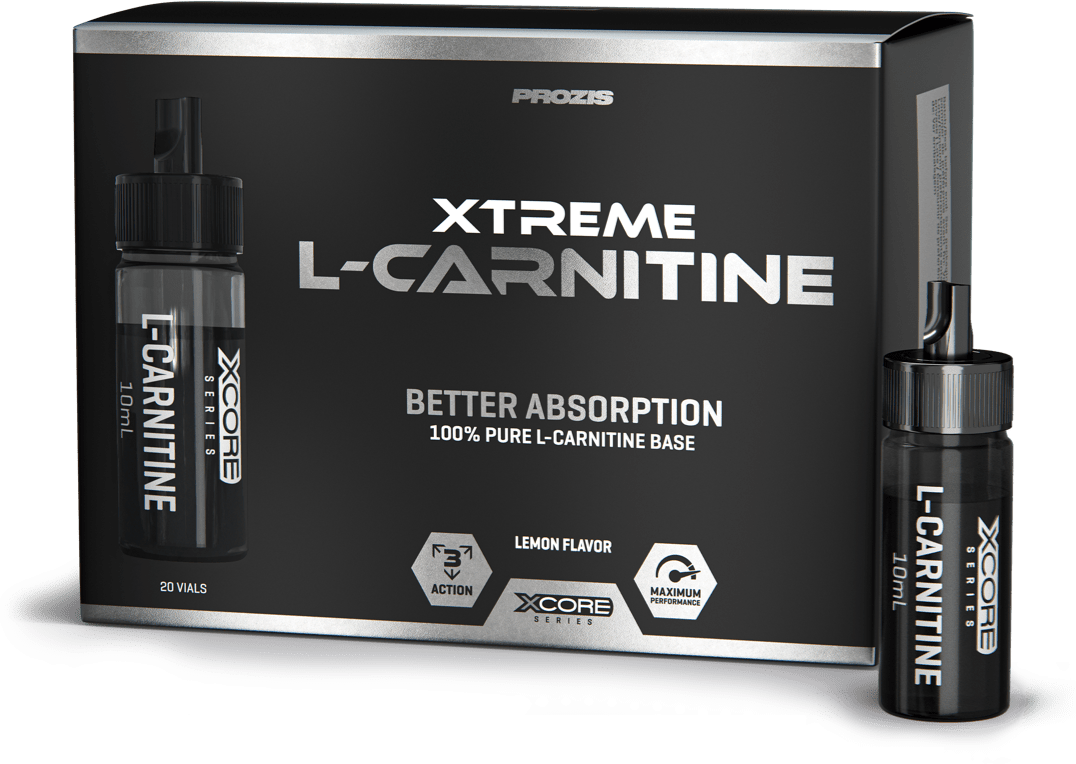 PROZIS
XTREME
L-CARNITINE
BETTER ABSORPTION
100% PURE L-CARNITINE BASE
LEMON FLAVOR
3
ACTION
MAXIMUM
PERFORMANCE
XCORE
SERIES
20 VIALS
XCORE
SERIES
L-CARNITINE
10mL
XCORE
SERIES
L-CARNITINE
10mL